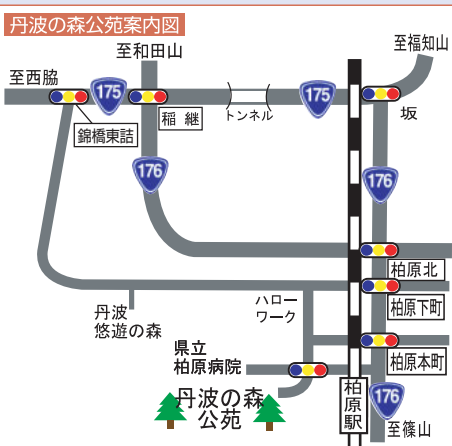 丹波の森公苑案内図
至和田山
至福知山
至西脇
175
175
稲継
トンネル
坂
錦橋東詰
176
176
柏原北
柏原下町
丹波
悠遊の森
ハロー
ワーク
県立
柏原病院
柏原本町
丹波の森
公苑
柏原駅
176
至篠山